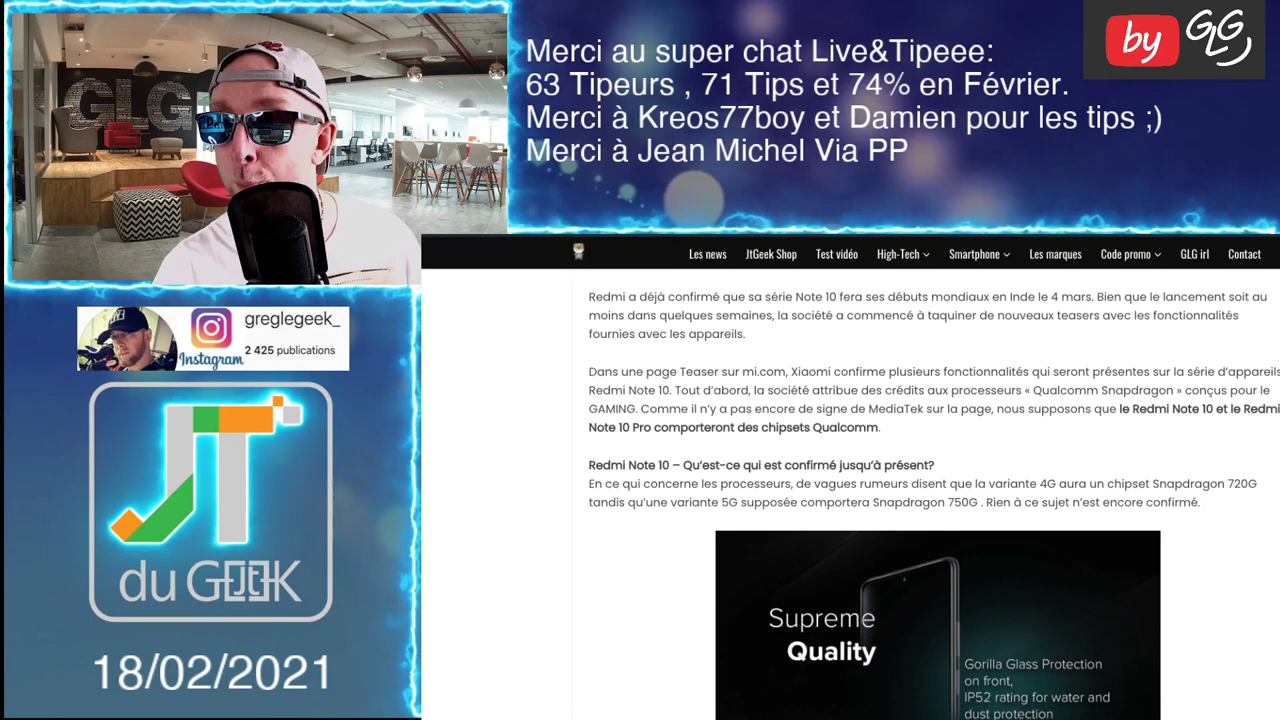 GLG
Merci au super chat Live&Tipeee:
63 Tipeurs , 71 Tips et 74% en Février.
Merci à Kreos77boy et Damien pour les tips ;)
Merci à Jean Michel Via PP
by GLG
Les news JtGeek Shop Test vidéo High-Tech Smartphone Les marques Code promo GLG irl Contact
greglegeek_
Instagram 2 425 publications
JT
du GEEK
18/02/2021
Redmi a déjà confirmé que sa série Note 10 fera ses débuts mondiaux en Inde le 4 mars. Bien que le lancement soit au
moins dans quelques semaines, la société a commencé à taquiner de nouveaux teasers avec les fonctionnalités
fournies avec les appareils.
Dans une page Teaser sur mi.com, Xiaomi confirme plusieurs fonctionnalités qui seront présentes sur la série d'appareils
Redmi Note 10. Tout d'abord, la société attribue des crédits aux processeurs « Qualcomm Snapdragon » conçus pour le
GAMING. Comme il n'y a pas encore de signe de MediaTek sur la page, nous supposons que le Redmi Note 10 et le Redmi
Note 10 Pro comporteront des chipsets Qualcomm.
Redmi Note 10 – Qu'est-ce qui est confirmé jusqu'à présent?
En ce qui concerne les processeurs, de vagues rumeurs disent que la variante 4G aura un chipset Snapdragon 720G
tandis qu'une variante 5G supposée comportera Snapdragon 750G . Rien à ce sujet n'est encore confirmé.
Supreme
Quality
Gorilla Glass Protection
on front,
IP52 rating for water and
dust protection